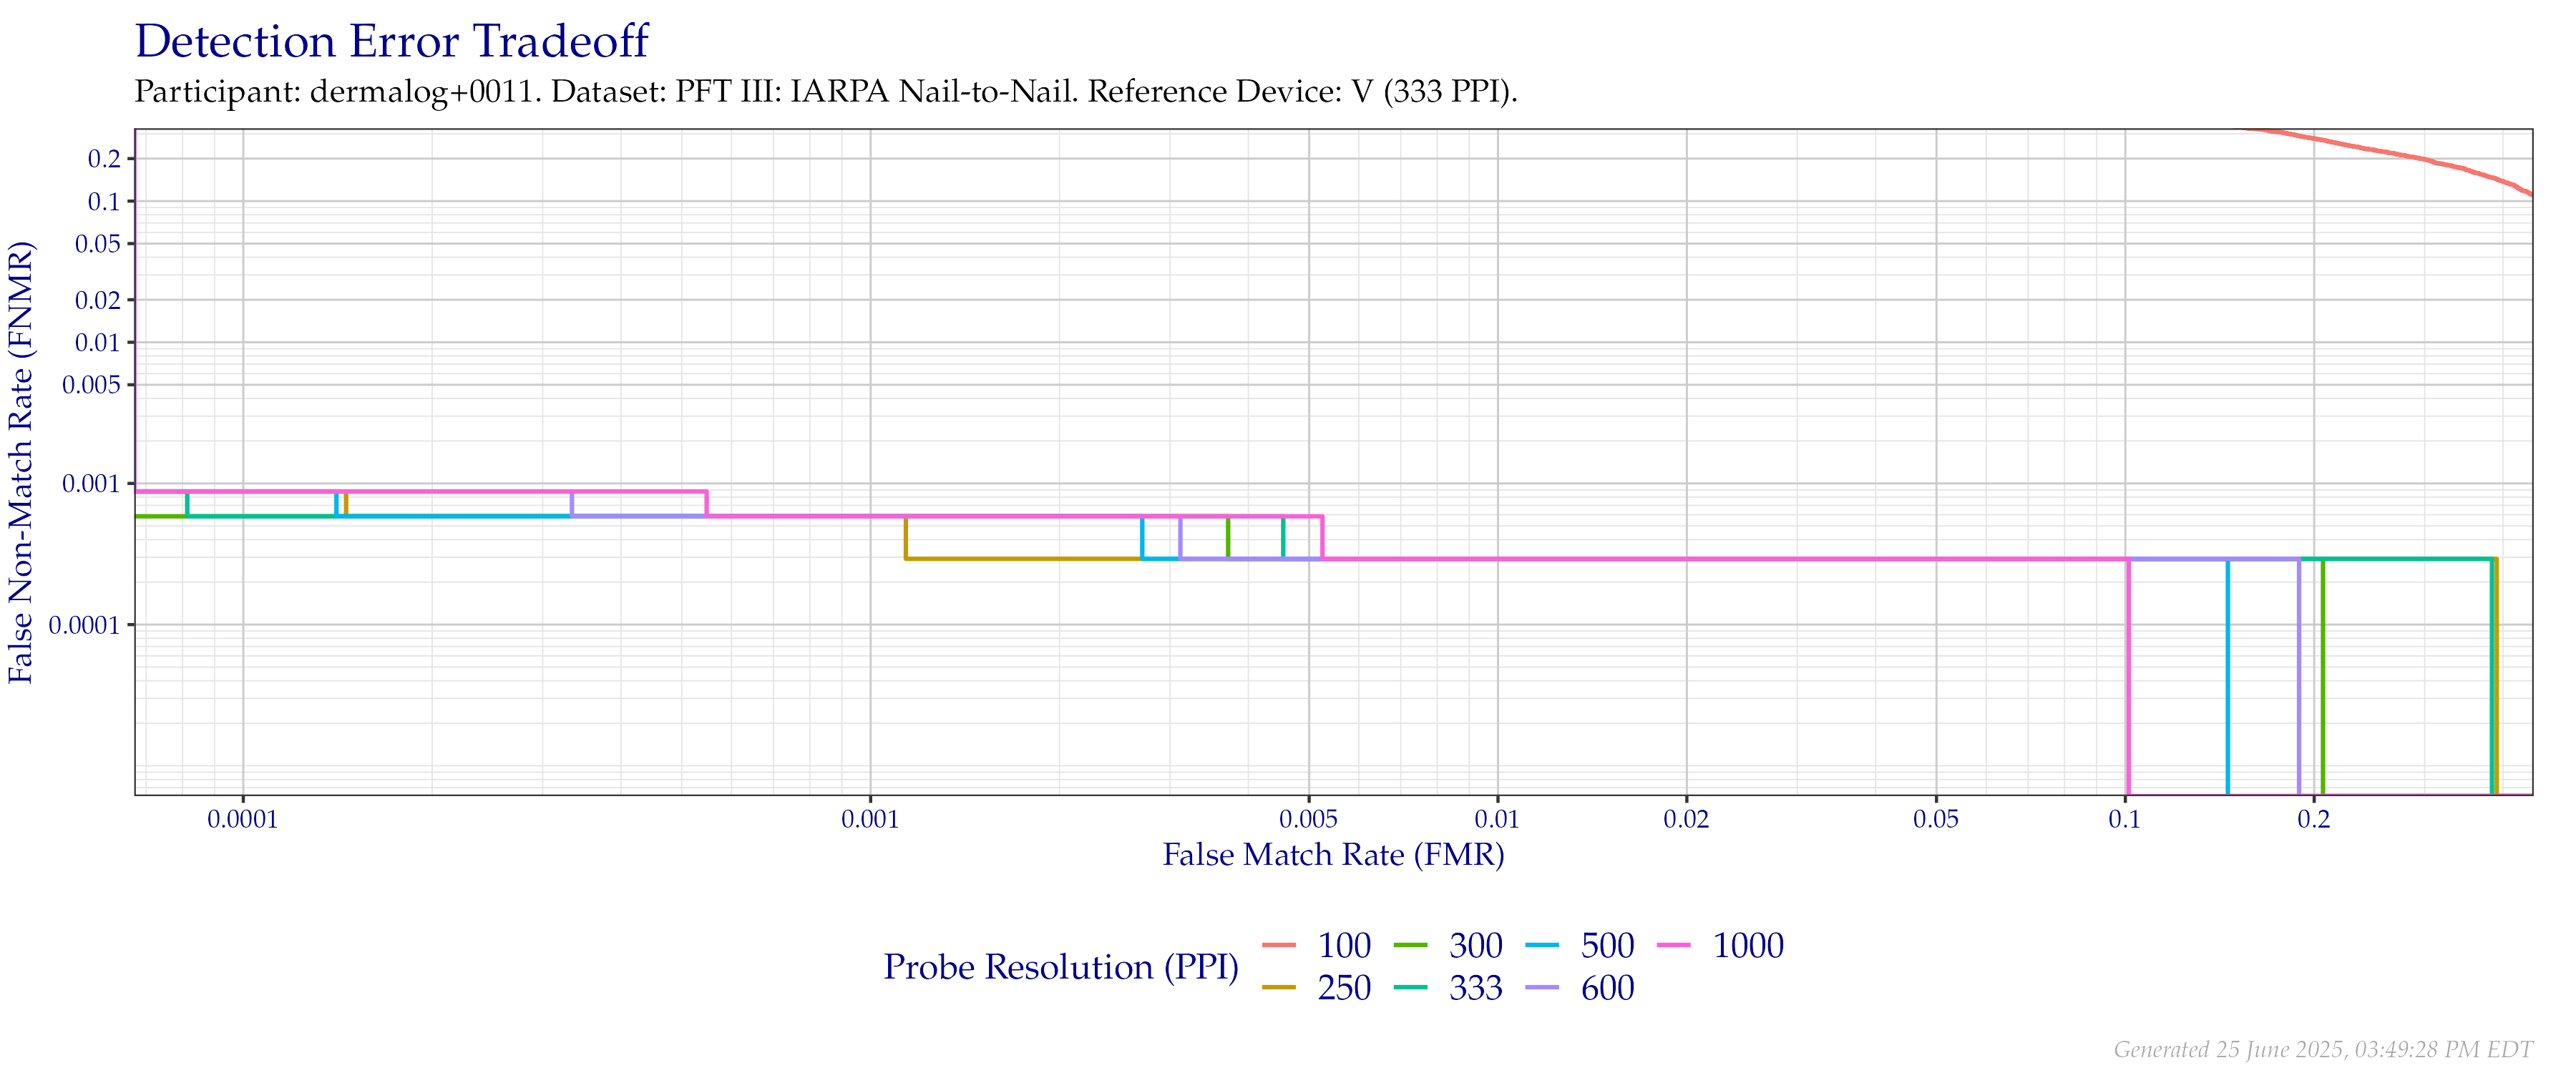 Detection Error Tradeoff
Participant: dermalog+0011. Dataset: PFT III: IARPA Nail-to-Nail. Reference Device: V (333 PPI).
False Non-Match Rate (FNMR)
0.2
0.1
0.05
0.02
0.01
0.005
0.001
0.0001
0.0001 0.001 0.005 0.01 0.02 0.05 0.1 0.2
False Match Rate (FMR)
Probe Resolution (PPI)
100 300 500 1000
250 333 600
Generated 25 June 2025, 03:49:28 PM EDT